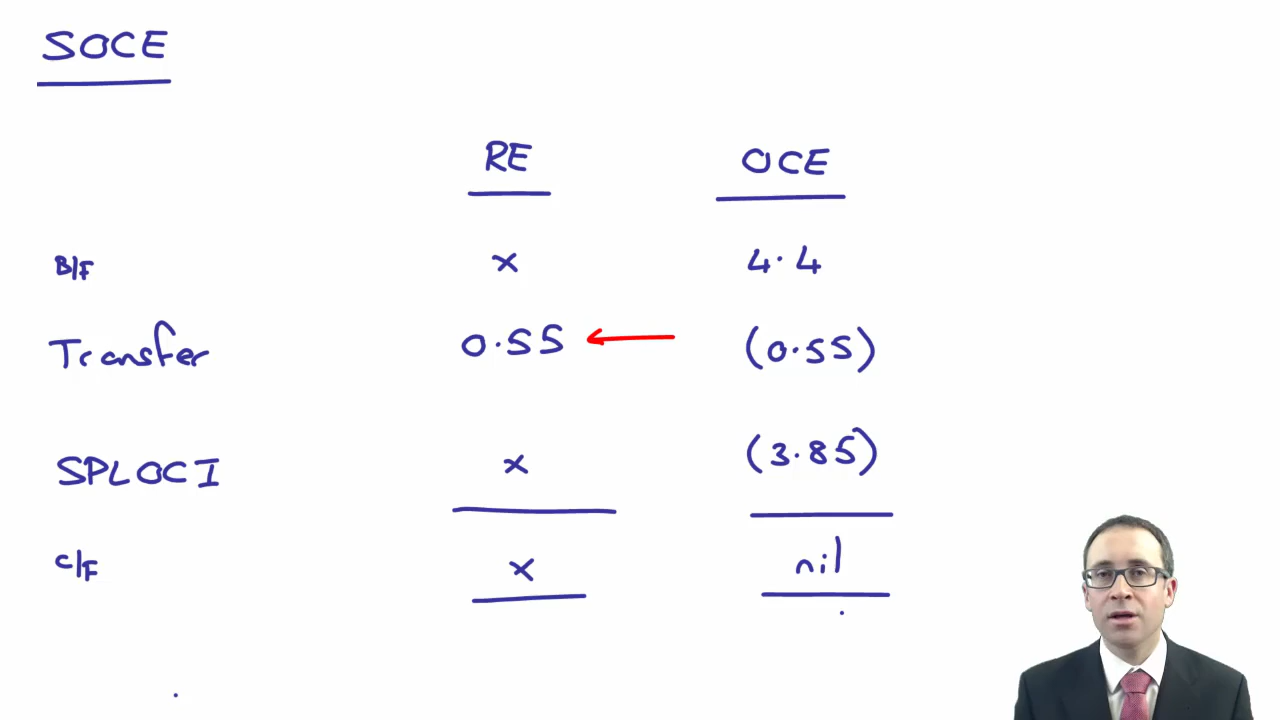 SOCE
RE OCE
B/F x 4.4
Transfer 0.55 (0.55)
SPLOCI x (3.85)
C/F x nil